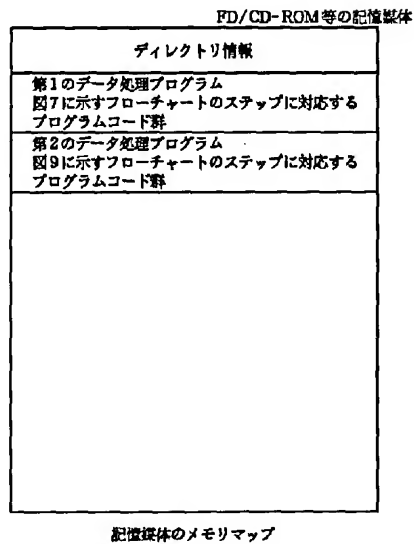 FD/CD-ROM等の記憶媒体
ディレクトリ情報
第1のデータ処理プログラム
図7に示すフローチャートのステップに対応する
プログラムコード群
第2のデータ処理プログラム
図9に示すフローチャートのステップに対応する
プログラムコード群
記憶媒体のメモリマップ